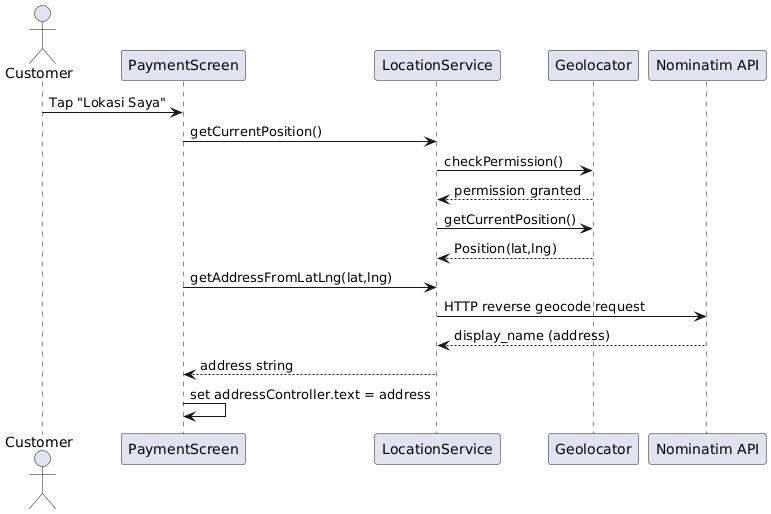 Customer
PaymentScreen
LocationService
Geolocator
Nominatim API
Tap "Lokasi Saya"
getCurrentPosition()
checkPermission()
permission granted
getCurrentPosition()
Position(lat,lng)
getAddressFromLatLng(lat,lng)
HTTP reverse geocode request
display_name (address)
address string
set addressController.text = address
Customer
PaymentScreen
LocationService
Geolocator
Nominatim API